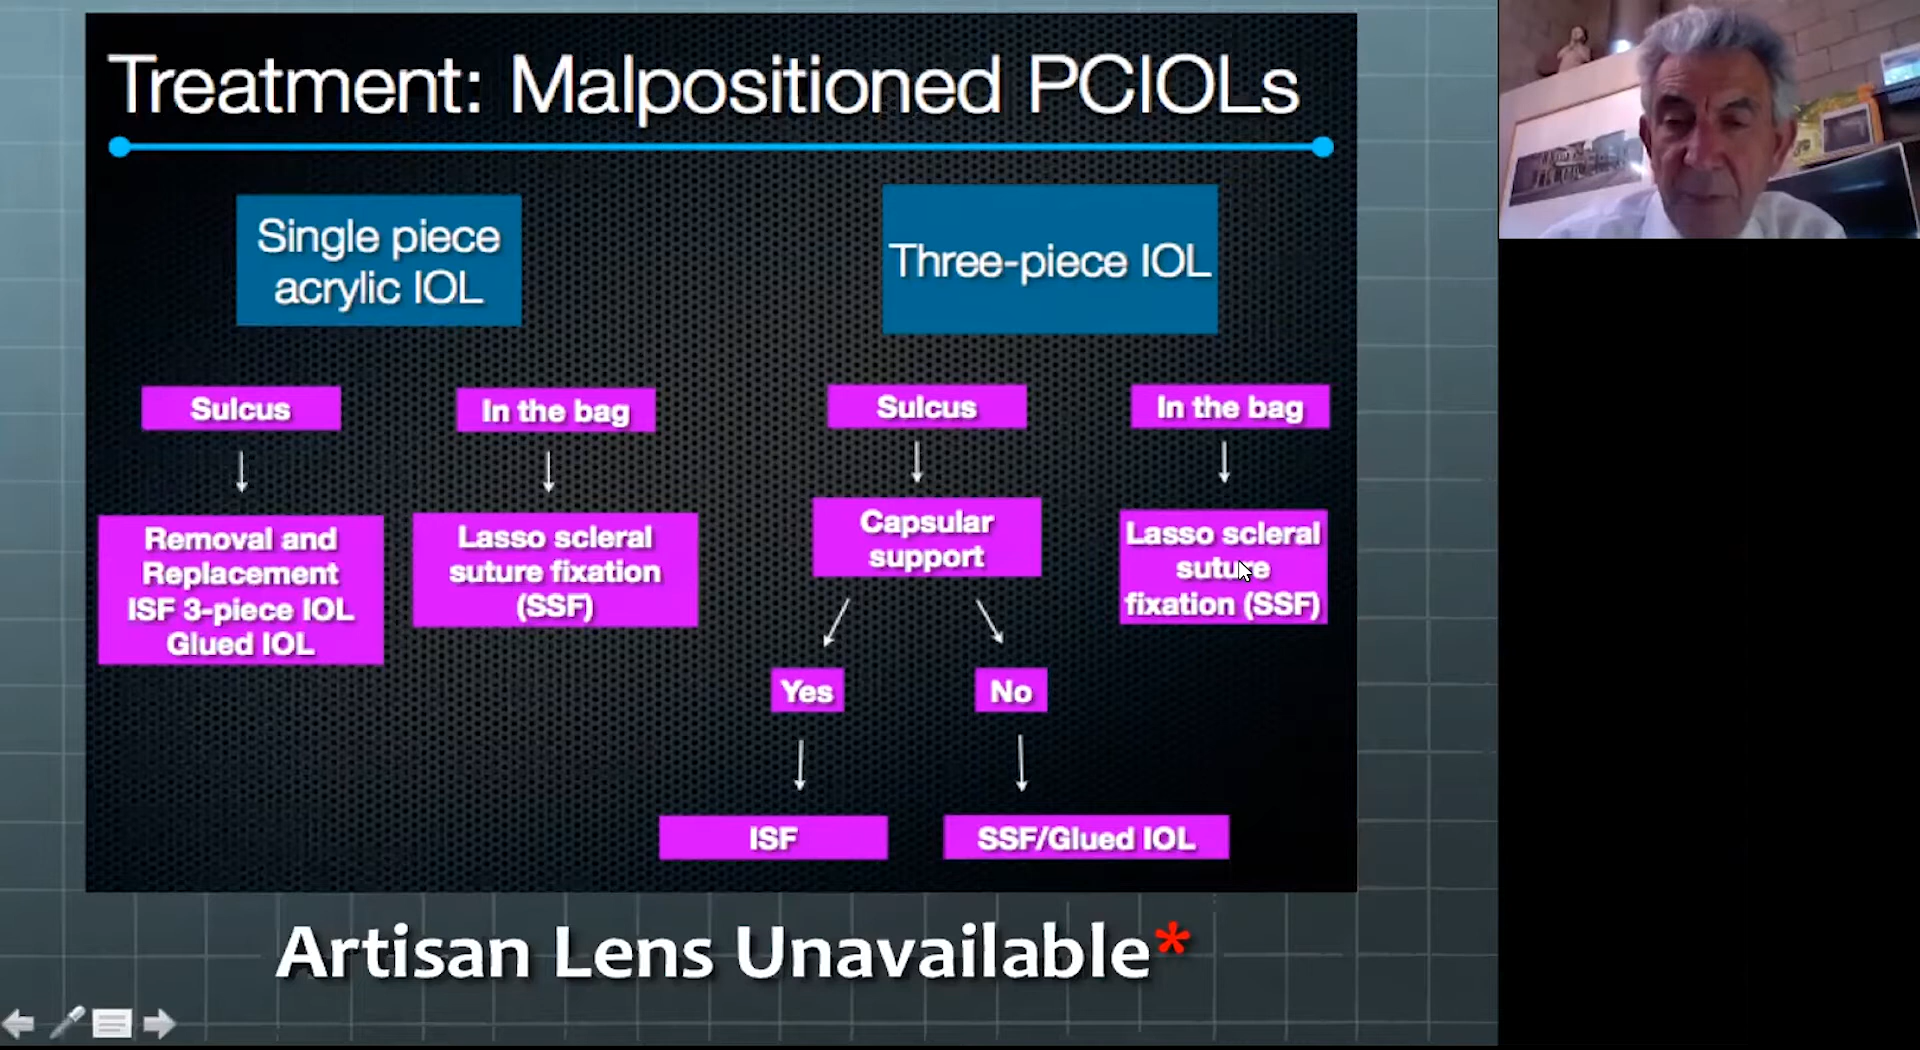 Treatment: Malpositioned PCIOLs
Single piece
acrylic IOL
Three-piece IOL
Sulcus
In the bag
Sulcus
In the bag
Removal and
Replacement
ISF 3-piece IOL
Glued IOL
Lasso scleral
suture fixation
(SSF)
Capsular
support
Lasso scleral
suture
fixation (SSF)
Yes
No
ISF
SSF/Glued IOL
Artisan Lens Unavailable*